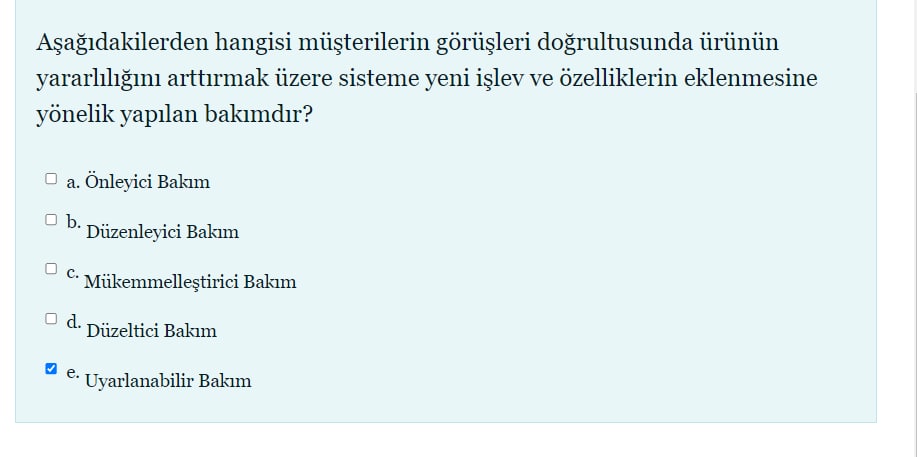 Aşağıdakilerden hangisi müşterilerin görüşleri doğrultusunda ürünün
yararlılığını arttırmak üzere sisteme yeni işlev ve özelliklerin eklenmesine
yönelik yapılan bakımdır?
a. Önleyici Bakım
b. Düzenleyici Bakım
c. Mükemmelleştirici Bakım
d. Düzeltici Bakım
e. Uyarlanabilir Bakım